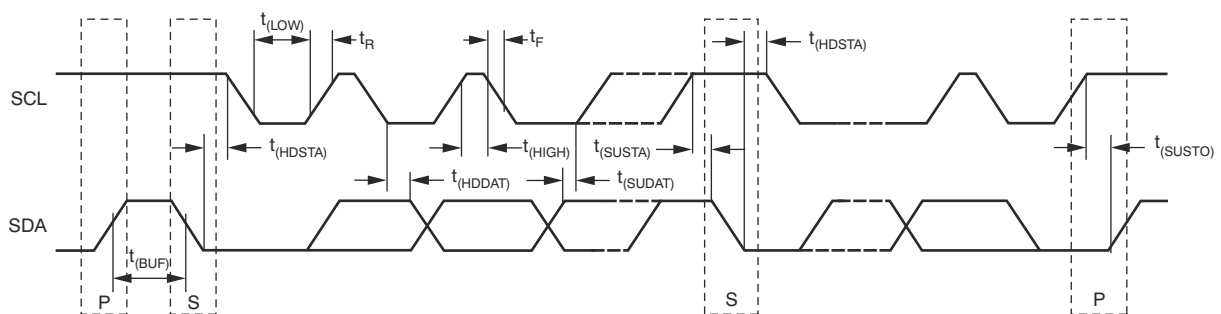 t(LOW)
tR
tF
t(HDSTA)
SCL
t(HDSTA)
t(HIGH)
t(SUSTA)
t(SUSTO)
t(HDDAT)
t(SUDAT)
SDA
t(BUF)
P
S
S
P